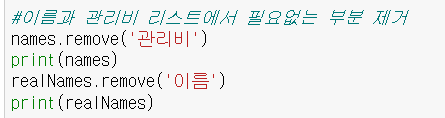 #이름과 관리비 리스트에서 필요없는 부분 제거
names.remove('관리비')
print(names)
realNames.remove('이름')
print(realNames)